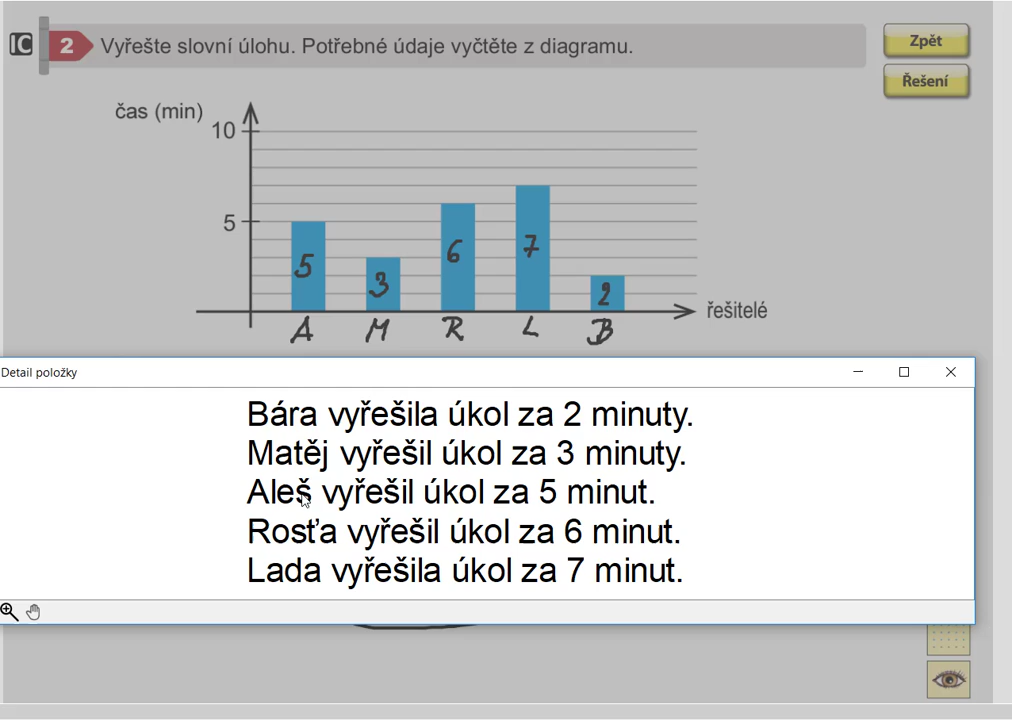 IC
2 Vyřešte slovní úlohu. Potřebné údaje vyčtěte z diagramu.
Zpět
Řešení
čas (min)
10
5
5 3 6 7 2
řešitelé
A M R L B
Detail položky
Bára vyřešila úkol za 2 minuty.
Matěj vyřešil úkol za 3 minuty.
Aleš vyřešil úkol za 5 minut.
Rosťa vyřešil úkol za 6 minut.
Lada vyřešila úkol za 7 minut.